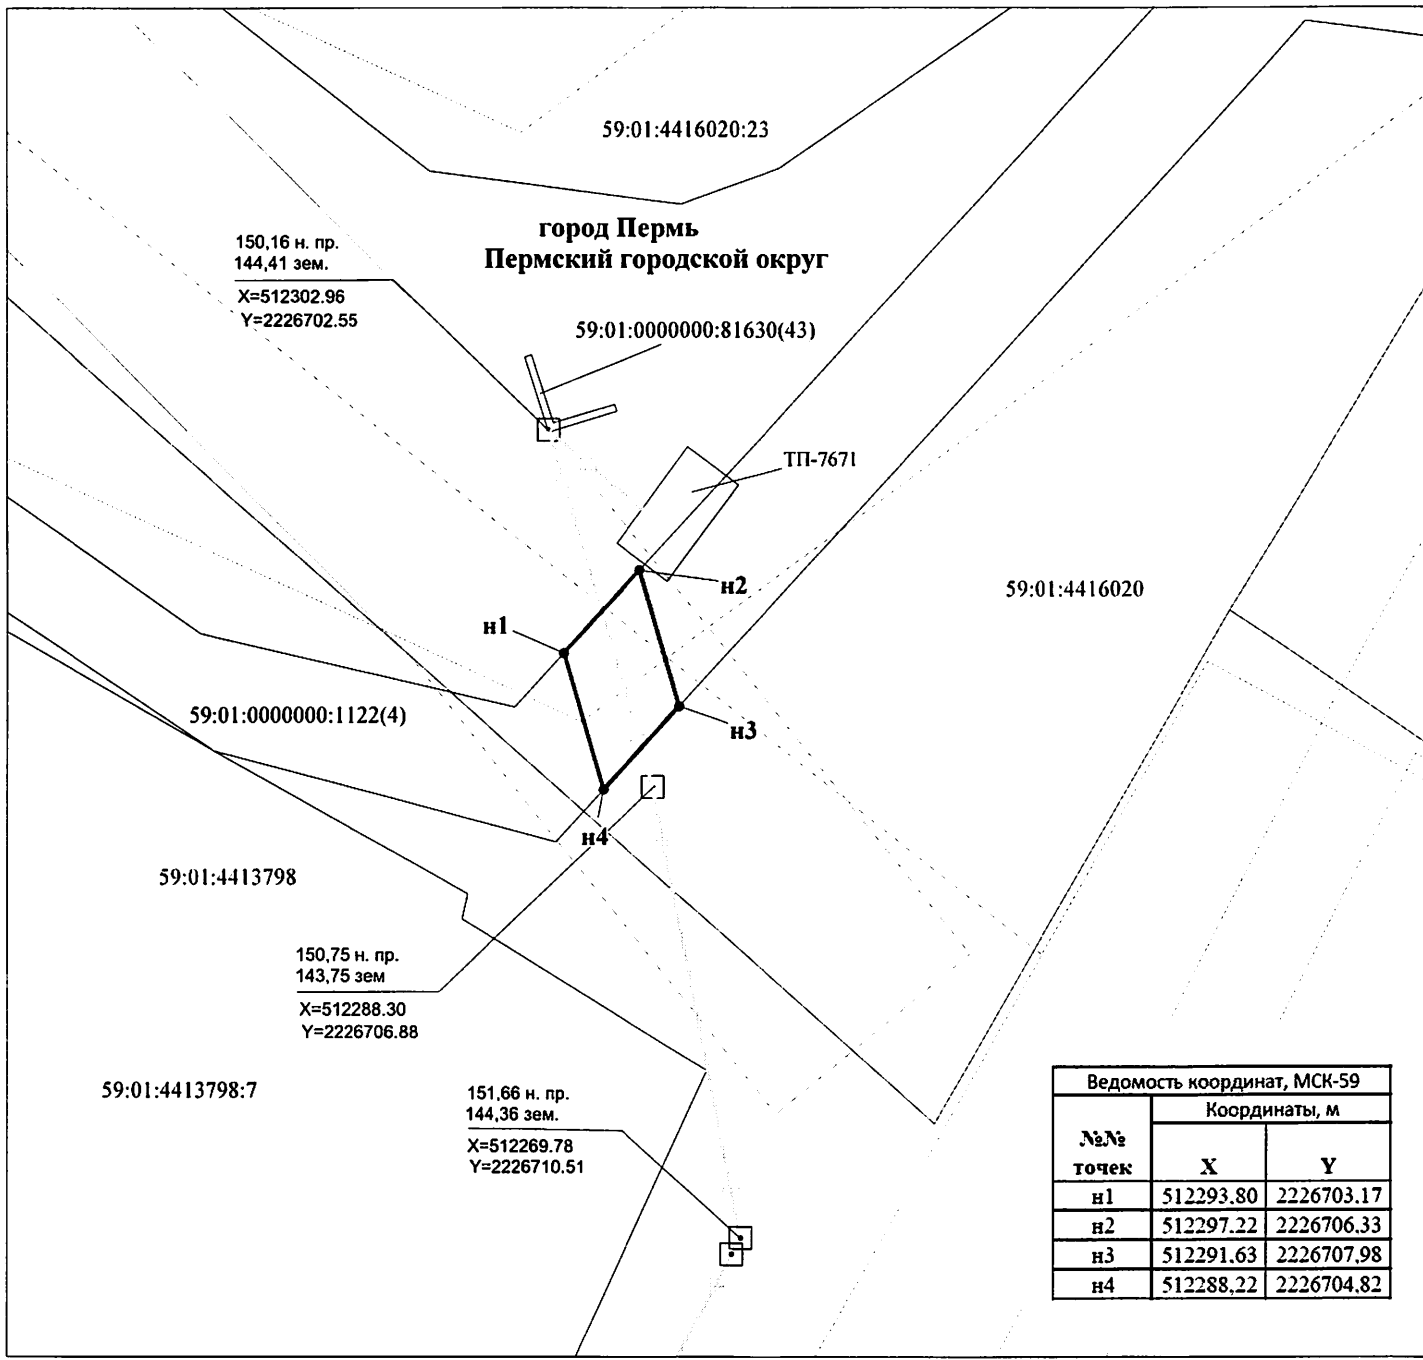 59:01:4416020:23
город Пермь
Пермский городской округ
150,16 н. пр.
144,41 зем.
X=512302.96
Y=2226702.55
59:01:0000000:81630(43)
ТП-7671
н2
59:01:4416020
н1
59:01:0000000:1122(4)
н3
н4
59:01:4413798
150,75 н. пр.
143,75 зем
X=512288.30
Y=2226706.88
59:01:4413798:7
151,66 н. пр.
144,36 зем.
X=512269.78
Y=2226710.51
Ведомость координат, МСК-59
№№ точек
Координаты, м
X Y
н1 512293.80 2226703.17
н2 512297.22 2226706.33
н3 512291.63 2226707,98
н4 512288,22 2226704.82